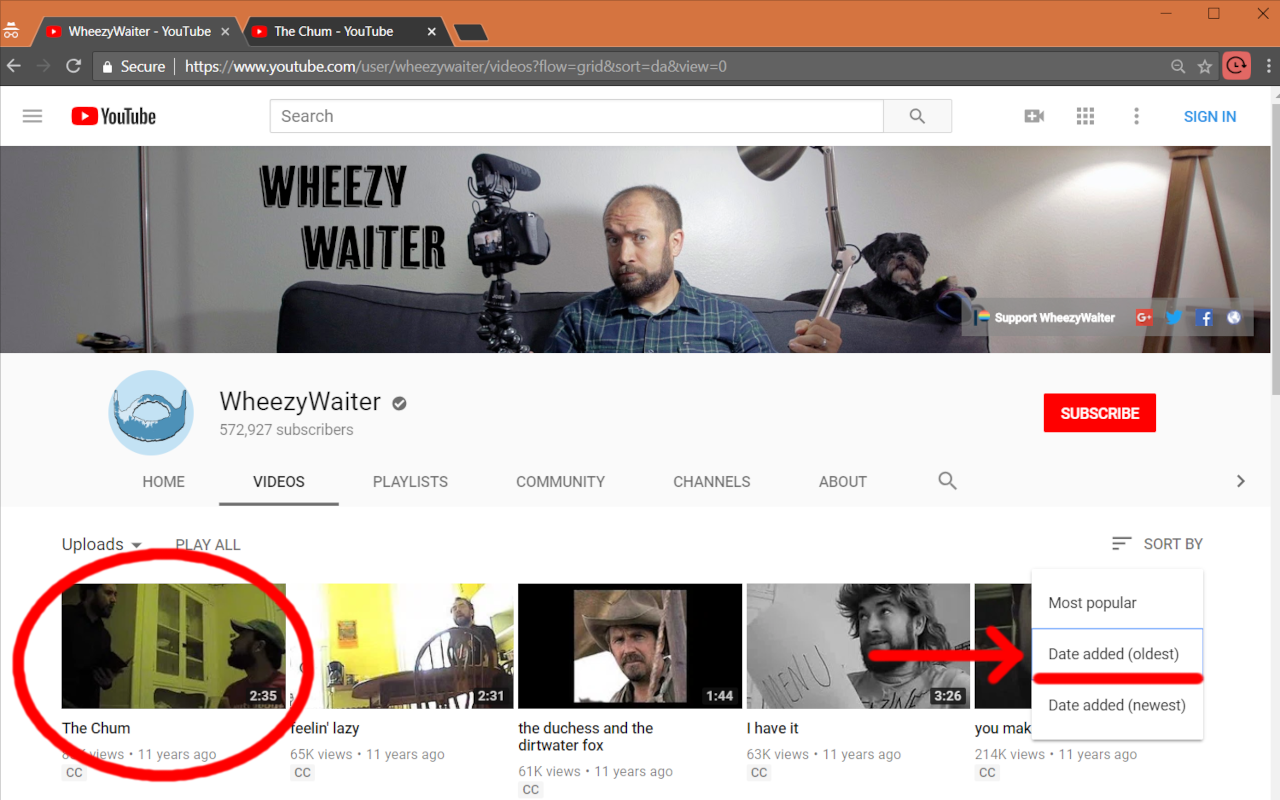 WheezyWaiter - YouTube
The Chum - YouTube
Secure
https://www.youtube.com/user/wheezywaiter/videos?flow=grid&sort=da&view=0
YouTube
Search
SIGN IN
WHEEZY
WAITER
Support WheezyWaiter
WheezyWaiter
572,927 subscribers
SUBSCRIBE
HOME
VIDEOS
PLAYLISTS
COMMUNITY
CHANNELS
ABOUT
Uploads
PLAY ALL
SORT BY
Most popular
Date added (oldest)
Date added (newest)
2:35
2:31
1:44
MENU
3:26
The Chum
views • 11 years ago
CC
feelin' lazy
65K views • 11 years ago
CC
the duchess and the
dirtwater fox
61K views • 11 years ago
CC
I have it
63K views • 11 years ago
CC
you
214K views • 11 years ago
CC